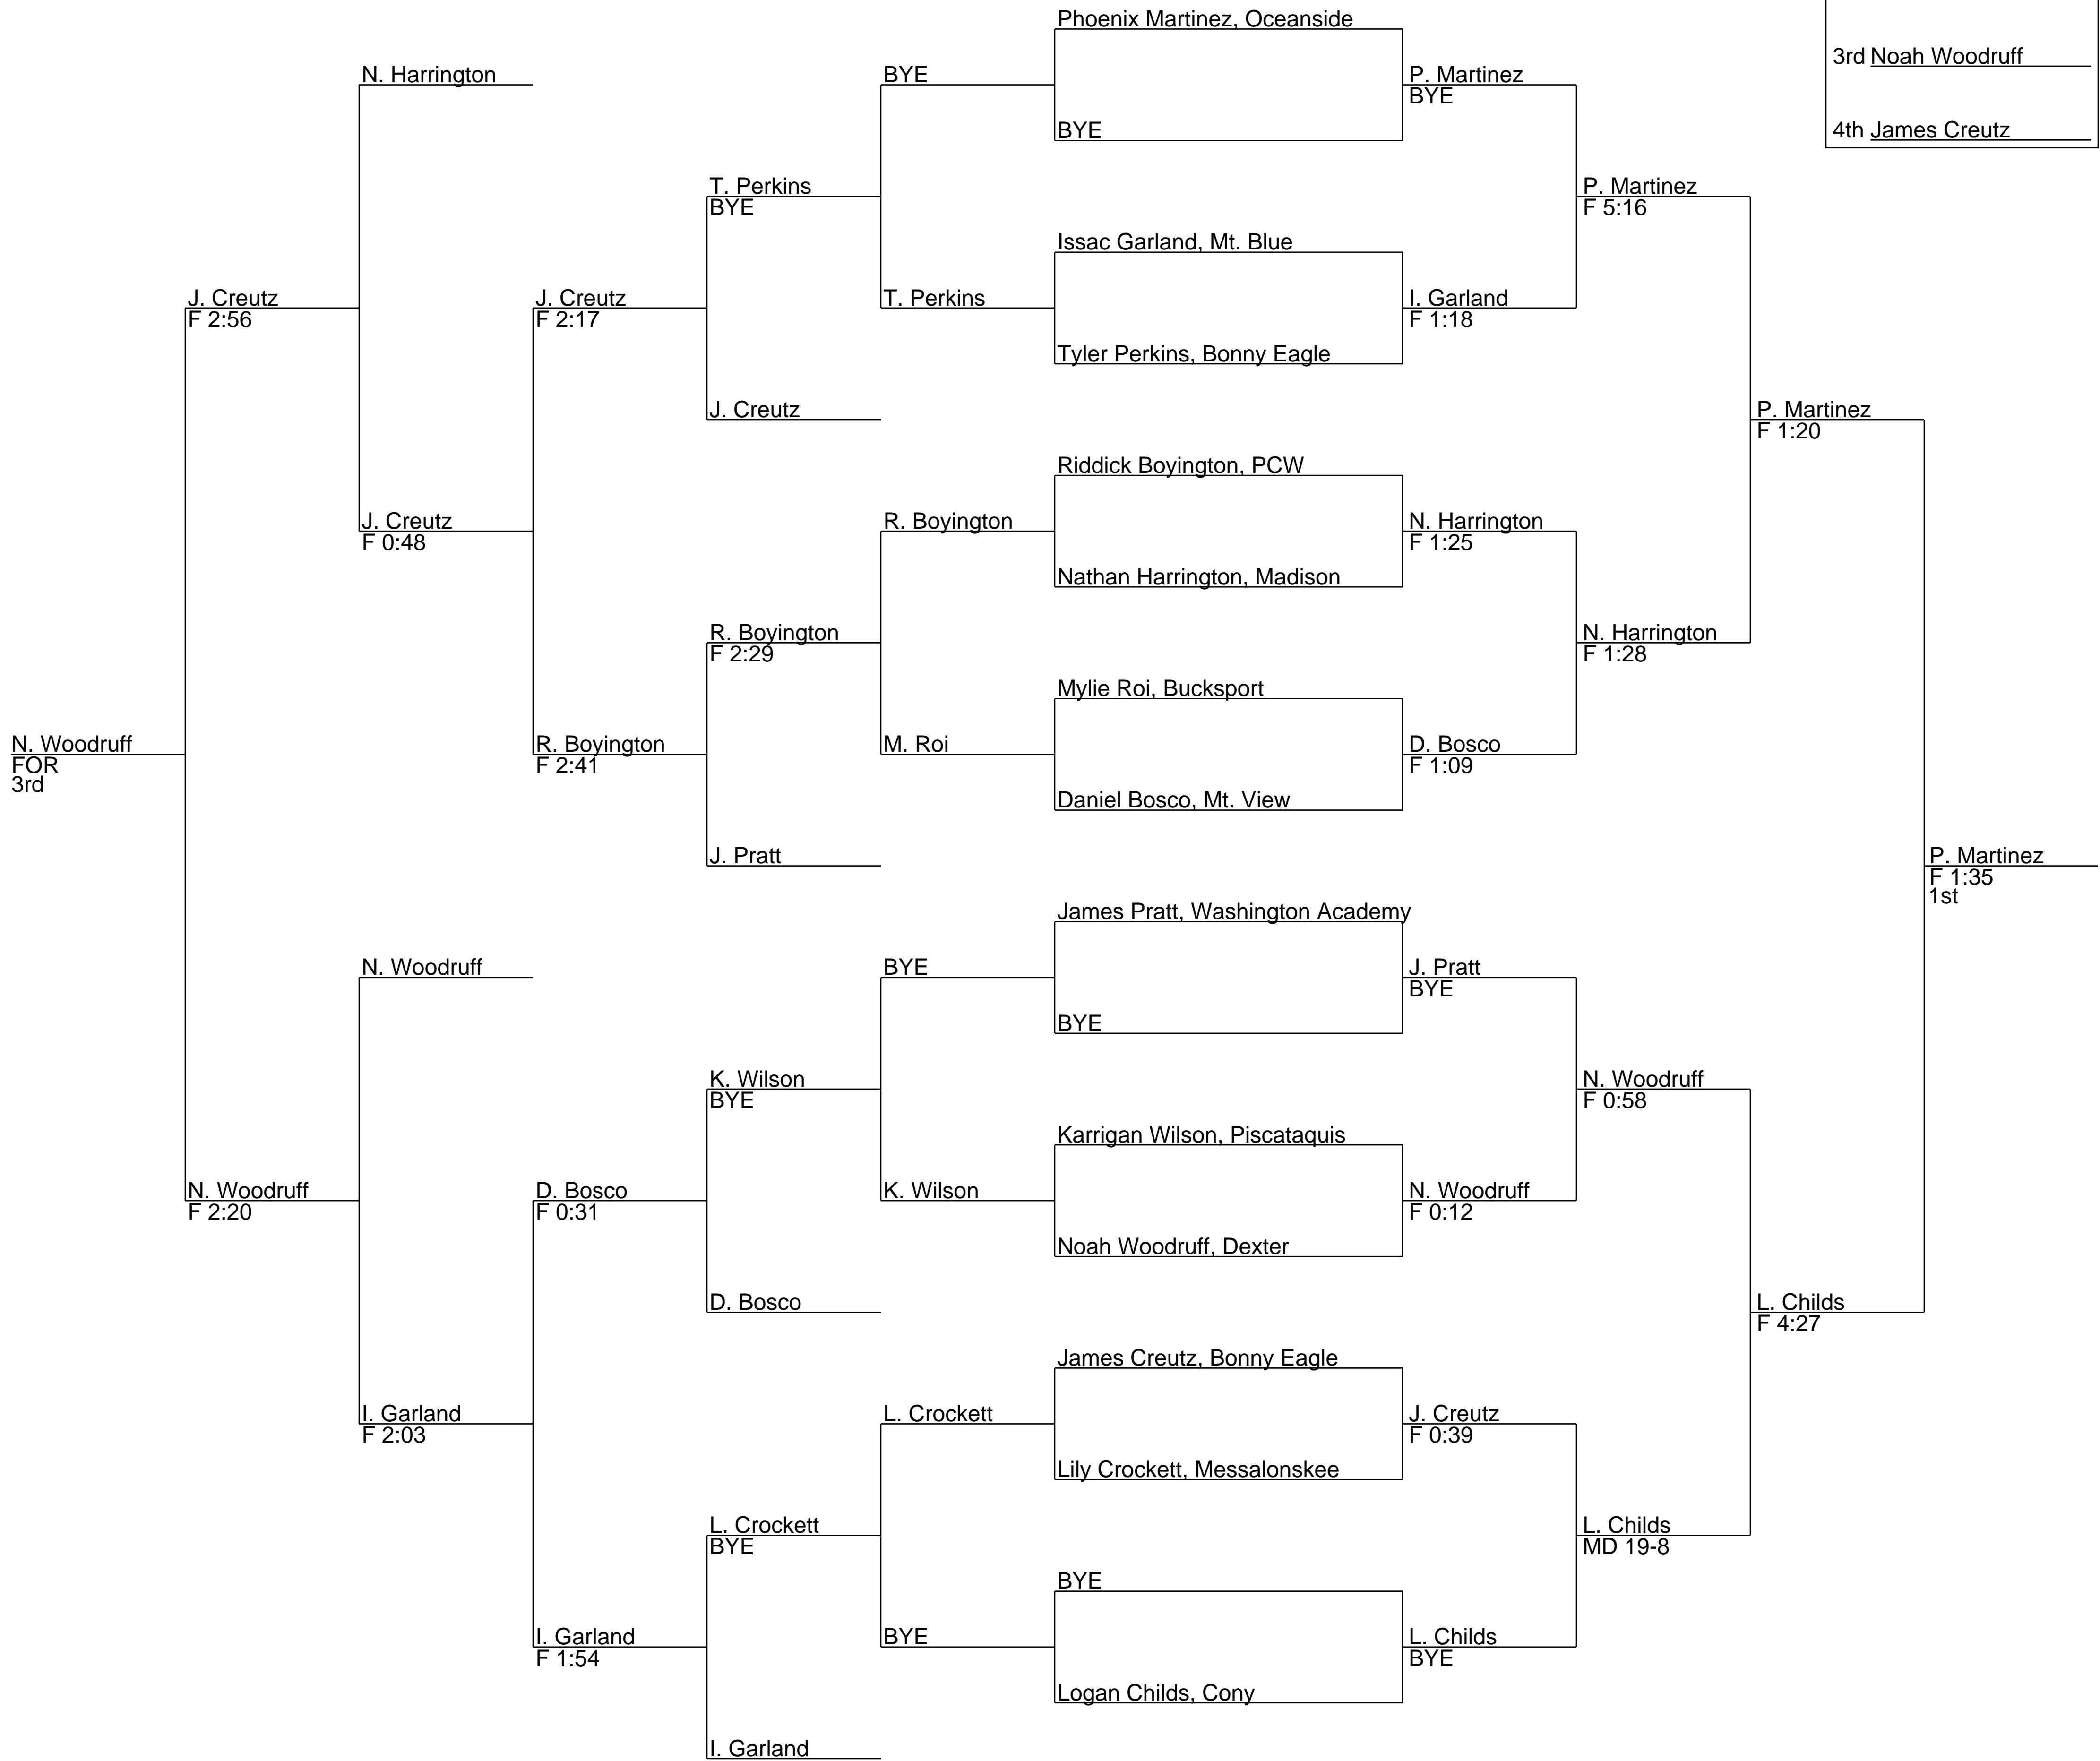 Phoenix Martinez, Oceanside
3rd Noah Woodruff
N. Harrington
BYE
P. Martinez
BYE
BYE
4th James Creutz
T. Perkins
BYE
P. Martinez
F 5:16
Issac Garland, Mt. Blue
J. Creutz
F 2:56
J. Creutz
F 2:17
T. Perkins
I. Garland
F 1:18
Tyler Perkins, Bonny Eagle
J. Creutz
P. Martinez
F 1:20
Riddick Boyington, PCW
J. Creutz
F 0:48
R. Boyington
N. Harrington
F 1:25
Nathan Harrington, Madison
R. Boyington
F 2:29
N. Harrington
F 1:28
Mylie Roi, Bucksport
N. Woodruff
FOR
3rd
R. Boyington
F 2:41
M. Roi
D. Bosco
F 1:09
Daniel Bosco, Mt. View
J. Pratt
P. Martinez
F 1:35
1st
James Pratt, Washington Academy
N. Woodruff
BYE
J. Pratt
BYE
BYE
K. Wilson
BYE
N. Woodruff
F 0:58
Karrigan Wilson, Piscataquis
N. Woodruff
F 2:20
D. Bosco
F 0:31
K. Wilson
N. Woodruff
F 0:12
Noah Woodruff, Dexter
D. Bosco
L. Childs
F 4:27
James Creutz, Bonny Eagle
I. Garland
F 2:03
L. Crockett
J. Creutz
F 0:39
Lily Crockett, Messalonskee
L. Crockett
BYE
L. Childs
MD 19-8
BYE
I. Garland
F 1:54
BYE
L. Childs
BYE
Logan Childs, Cony
I. Garland